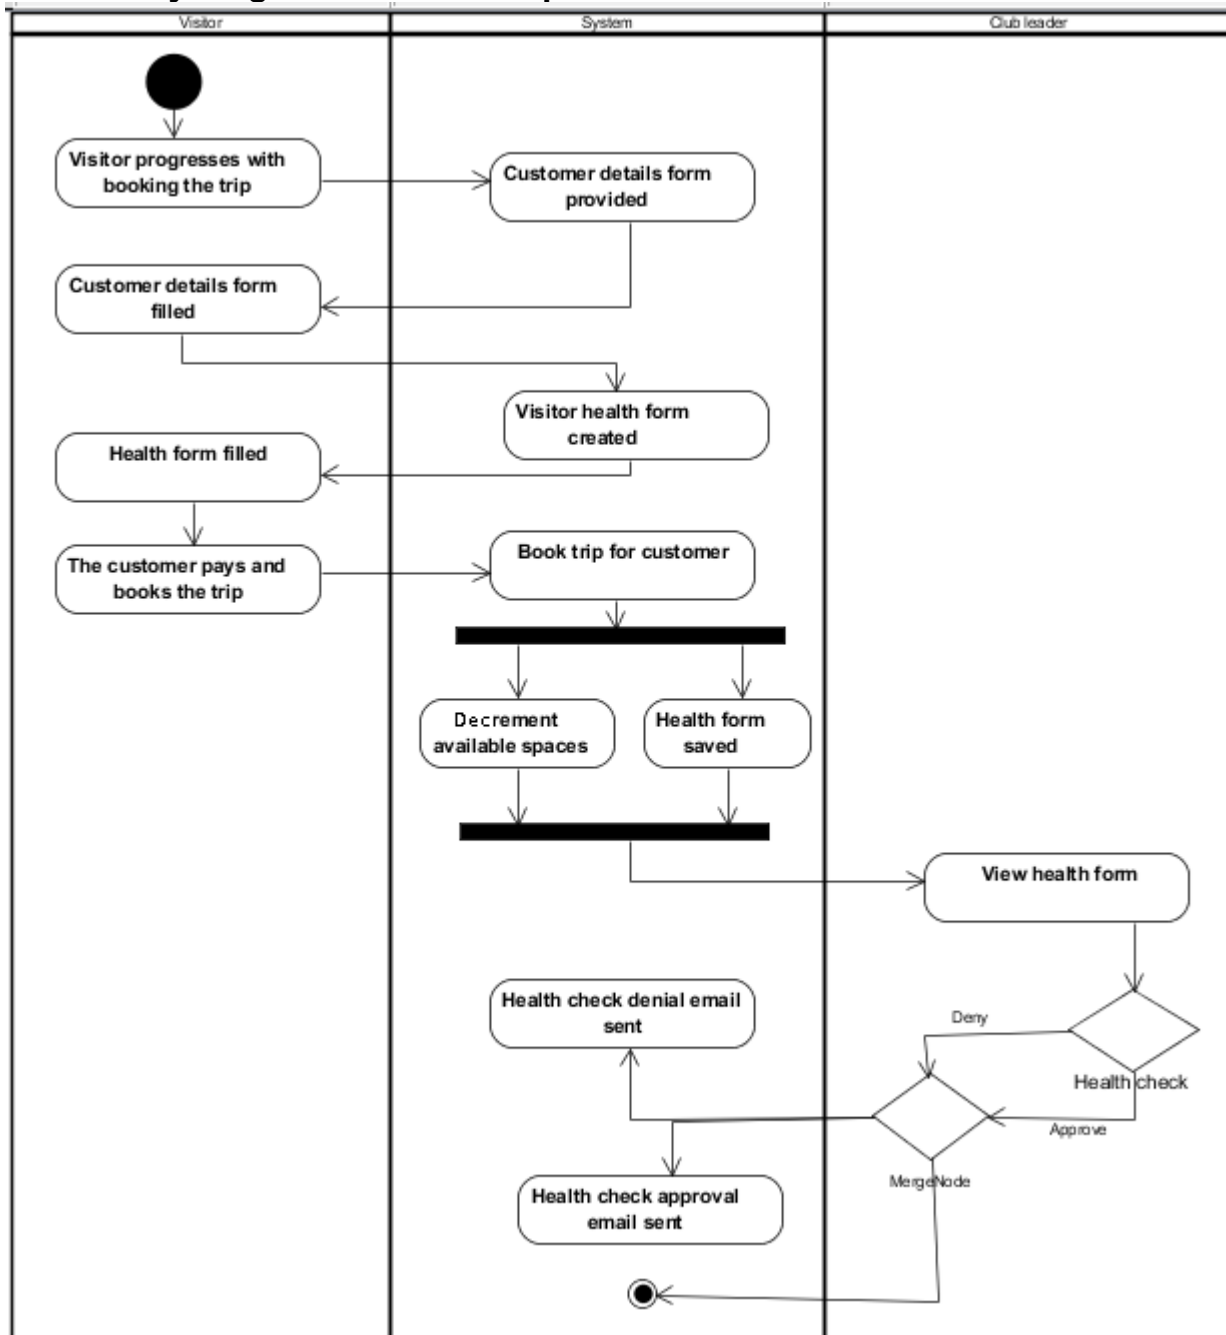 Visitor
System
Club leader
Visitor progresses with
booking the trip
Customer details form
provided
Customer details form
filled
Visitor health form
created
Health form filled
The customer pays and
books the trip
Book trip for customer
Decrement
available spaces
Health form
saved
View health form
Health check denial email
sent
Deny
Health check
Approve
MergeNode
Health check approval
email sent